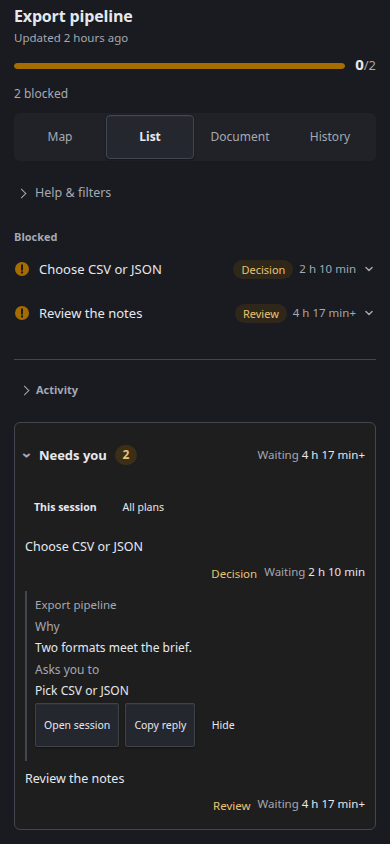 Export pipeline
Updated 2 hours ago
0/2
2 blocked
Map List Document History
Help & filters
Blocked
Choose CSV or JSON Decision 2 h 10 min
Review the notes Review 4 h 17 min+
Activity
Needs you 2 Waiting 4 h 17 min+
This session All plans
Choose CSV or JSON
Decision Waiting 2 h 10 min
Export pipeline
Why
Two formats meet the brief.
Asks you to
Pick CSV or JSON
Open session Copy reply Hide
Review the notes
Review Waiting 4 h 17 min+